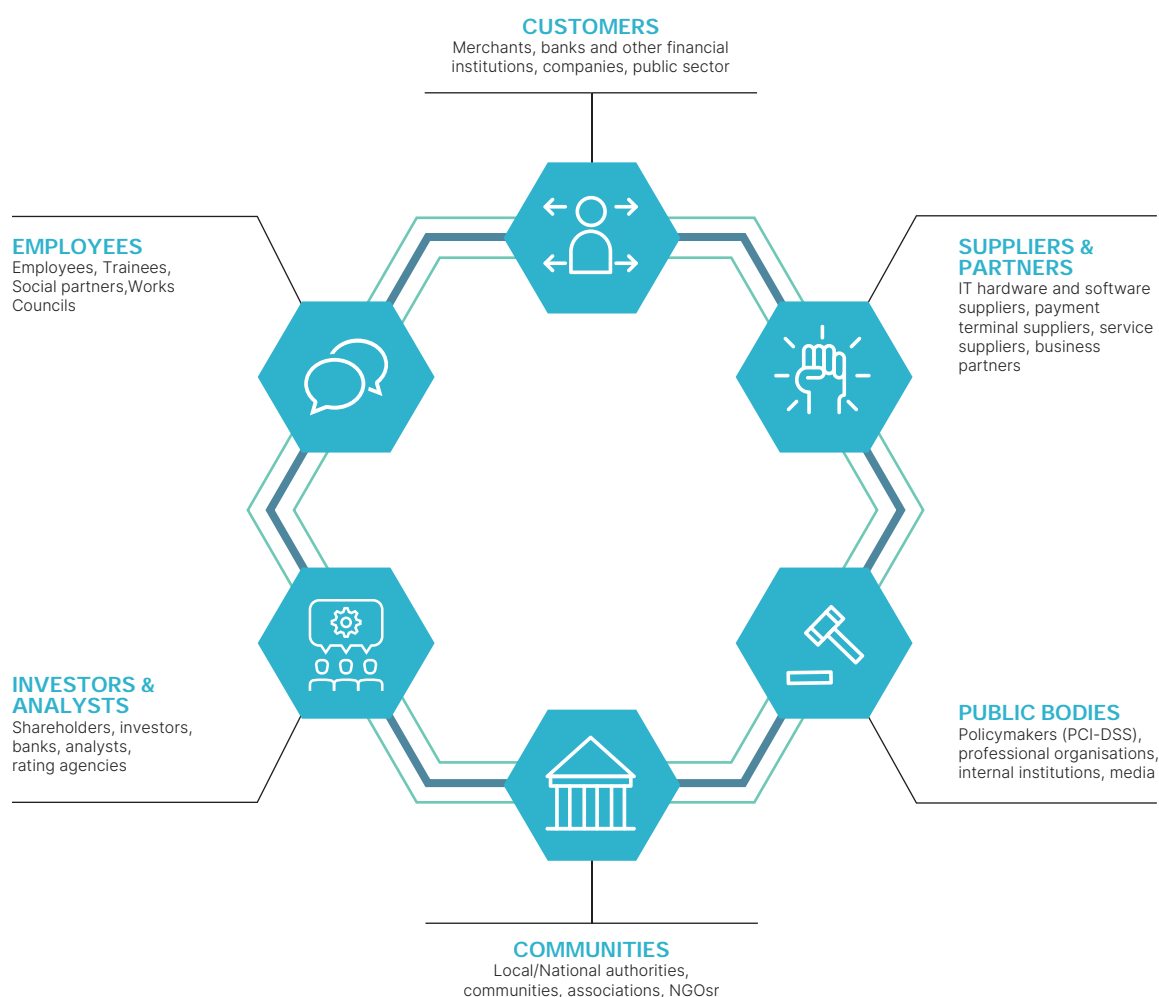 CUSTOMERS
Merchants, banks and other financial
institutions, companies, public sector
EMPLOYEES
Employees, Trainees,
Social partners,Works
Councils
SUPPLIERS &
PARTNERS
IT hardware and software
suppliers, payment
terminal suppliers, service
suppliers, business
partners
INVESTORS &
ANALYSTS
Shareholders, investors,
banks, analysts,
rating agencies
PUBLIC BODIES
Policymakers (PCI-DSS),
professional organisations,
internal institutions, media
COMMUNITIES
Local/National authorities,
communities, associations, NGOsr